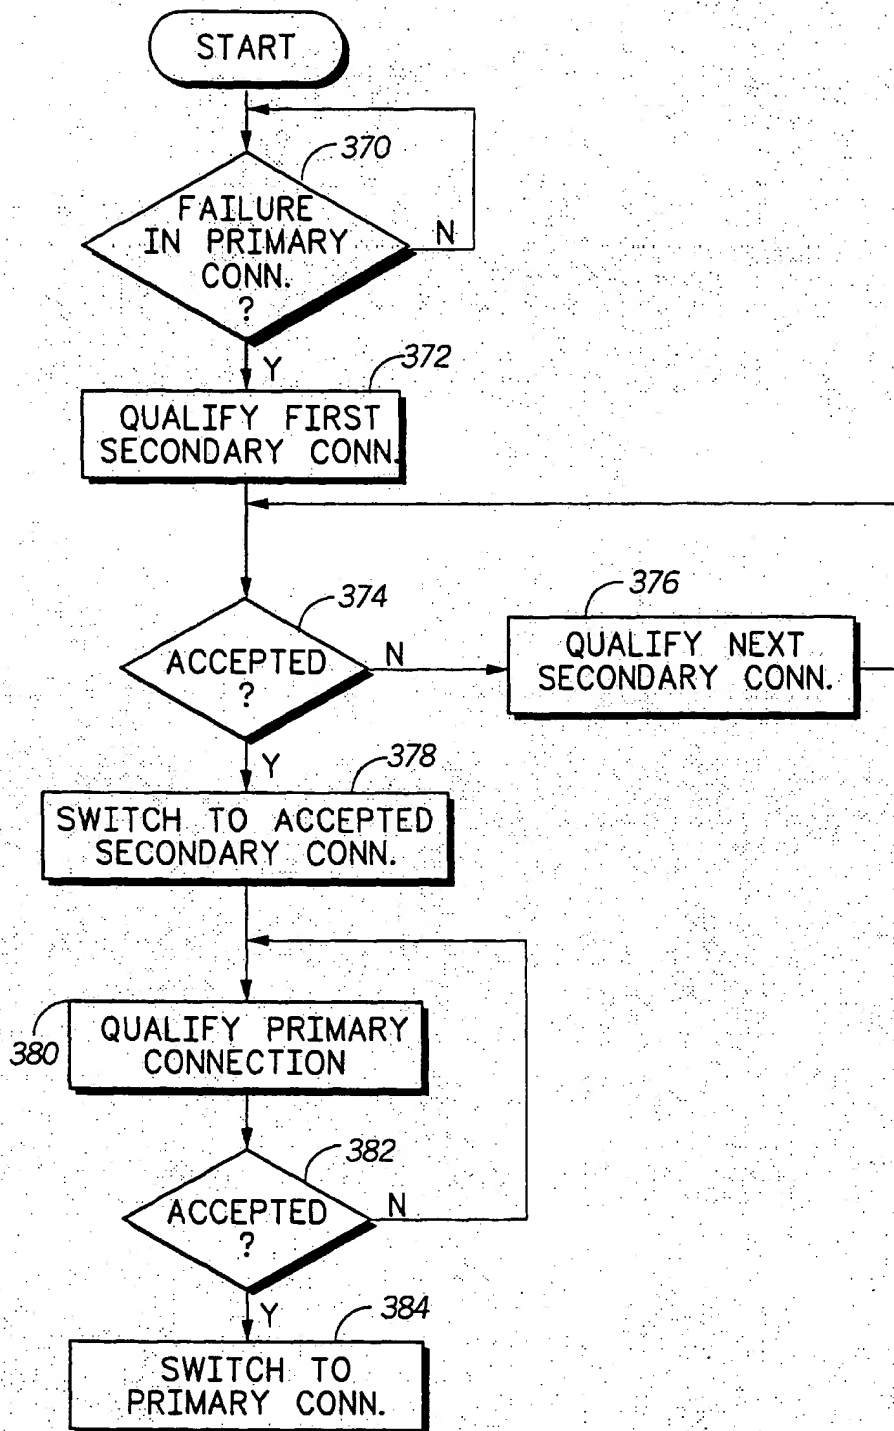 START
370
FAILURE
IN PRIMARY
CONN.
?
N
Y
372
QUALIFY FIRST
SECONDARY CONN.
374
ACCEPTED
?
N
376
QUALIFY NEXT
SECONDARY CONN.
Y
378
SWITCH TO ACCEPTED
SECONDARY CONN.
380
QUALIFY PRIMARY
CONNECTION
382
ACCEPTED
?
N
Y
384
SWITCH TO
PRIMARY CONN.